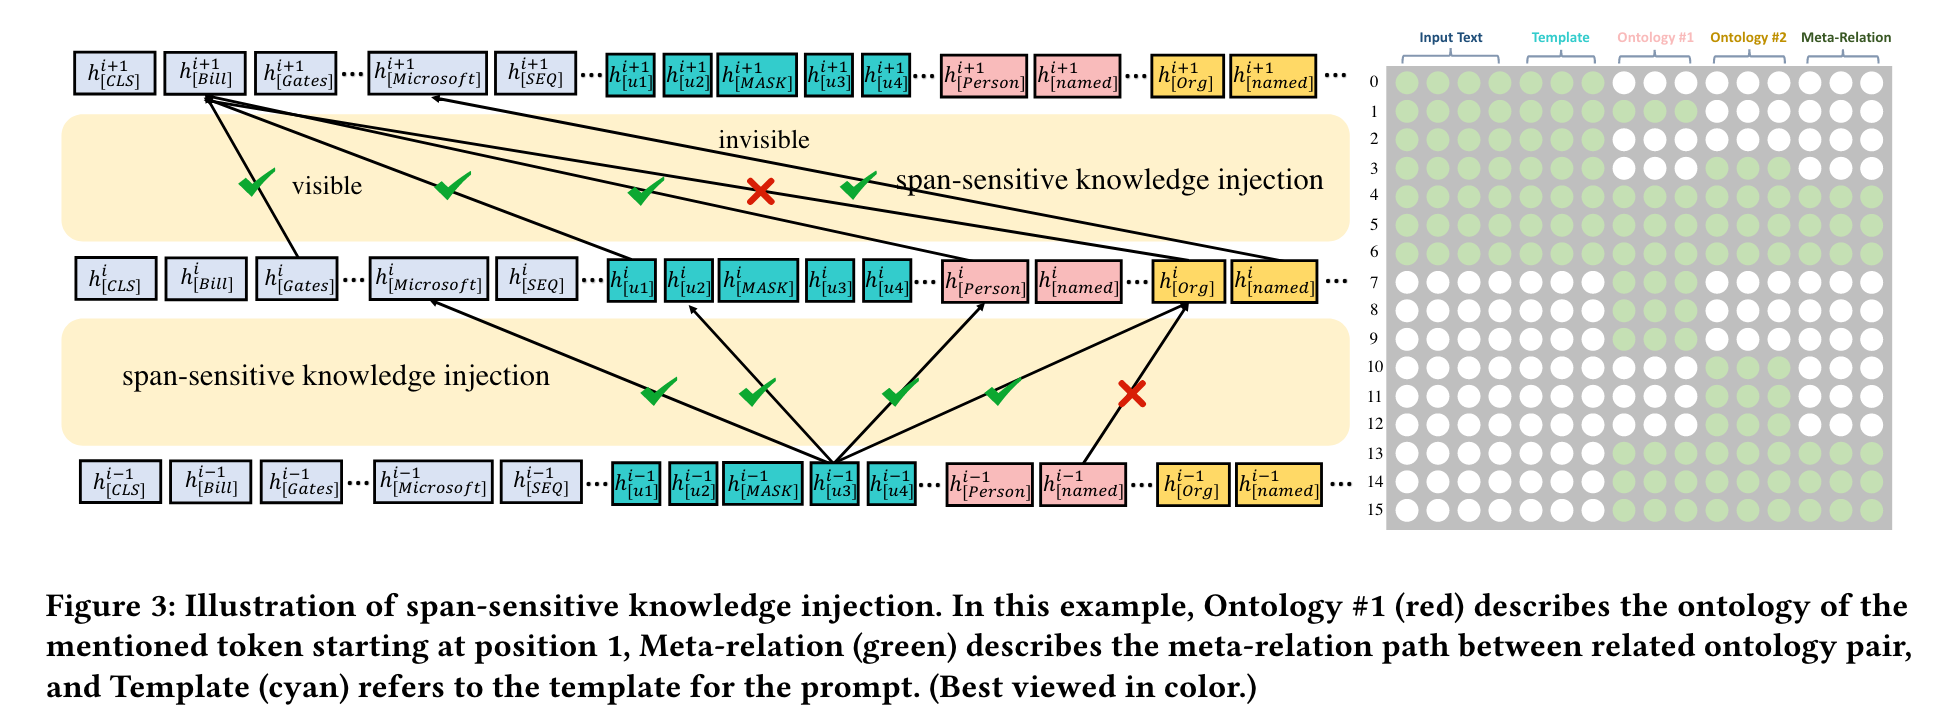 h^{i+1}_{[CLS]} h^{i+1}_{[Bill]} h^{i+1}_{[Gates]} ... h^{i+1}_{[Microsoft]} h^{i+1}_{[SEQ]} ... h^{i+1}_{[u1]} h^{i+1}_{[u2]} h^{i+1}_{[MASK]} h^{i+1}_{[u3]} h^{i+1}_{[u4]} ... h^{i+1}_{[Person]} h^{i+1}_{[named]} ... h^{i+1}_{[Org]} h^{i+1}_{[named]} ...
invisible
visible
span-sensitive knowledge injection
h^{i}_{[CLS]} h^{i}_{[Bill]} h^{i}_{[Gates]} ... h^{i}_{[Microsoft]} h^{i}_{[SEQ]} ... h^{i}_{[u1]} h^{i}_{[u2]} h^{i}_{[MASK]} h^{i}_{[u3]} h^{i}_{[u4]} ... h^{i}_{[Person]} h^{i}_{[named]} ... h^{i}_{[Org]} h^{i}_{[named]} ...
span-sensitive knowledge injection
h^{i-1}_{[CLS]} h^{i-1}_{[Bill]} h^{i-1}_{[Gates]} ... h^{i-1}_{[Microsoft]} h^{i-1}_{[SEQ]} ... h^{i-1}_{[u1]} h^{i-1}_{[u2]} h^{i-1}_{[MASK]} h^{i-1}_{[u3]} h^{i-1}_{[u4]} ... h^{i-1}_{[Person]} h^{i-1}_{[named]} ... h^{i-1}_{[Org]} h^{i-1}_{[named]} ...
Input Text Template Ontology #1 Ontology #2 Meta-Relation
0
1
2
3
4
5
6
7
8
9
10
11
12
13
14
15
Figure 3: Illustration of span-sensitive knowledge injection. In this example, Ontology #1 (red) describes the ontology of the
mentioned token starting at position 1, Meta-relation (green) describes the meta-relation path between related ontology pair,
and Template (cyan) refers to the template for the prompt. (Best viewed in color.)